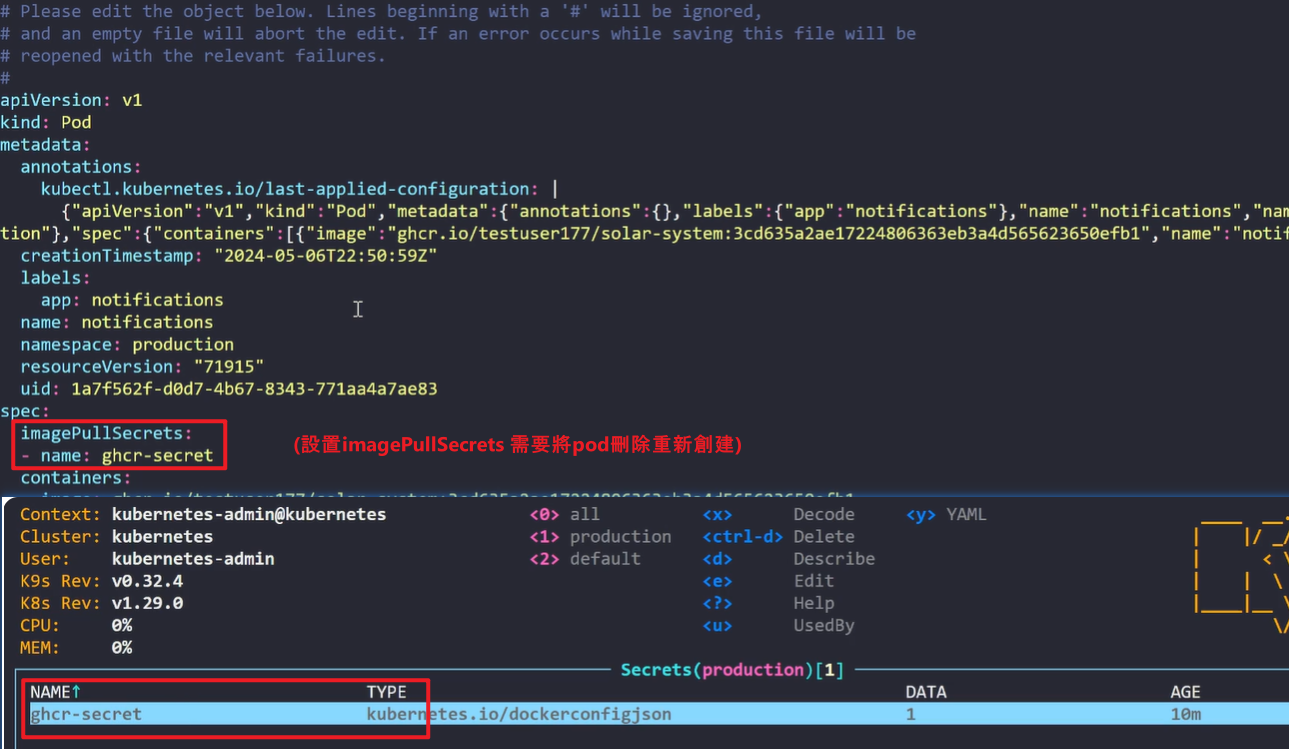 # Please edit the object below. Lines beginning with a '#' will be ignored,
# and an empty file will abort the edit. If an error occurs while saving this file will be
# reopened with the relevant failures.
#
apiVersion: v1
kind: Pod
metadata:
  annotations:
    kubectl.kubernetes.io/last-applied-configuration: |
      {"apiVersion":"v1","kind":"Pod","metadata":{"annotations":{},"labels":{"app":"notifications"},"name":"notifications","nam
tion"},"spec":{"containers":[{"image":"ghcr.io/testuser177/solar-system:3cd635a2ae17224806363eb3a4d565623650efb1","name":"notif
  creationTimestamp: "2024-05-06T22:50:59Z"
  labels:
    app: notifications
  name: notifications
  namespace: production
  resourceVersion: "71915"
  uid: 1a7f562f-d0d7-4b67-8343-771aa4a7ae83
spec:
  imagePullSecrets:
  - name: ghcr-secret
(設置imagePullSecrets 需要將pod刪除重新創建)
  containers:
Context: kubernetes-admin@kubernetes <0> all <x> Decode <y> YAML
Cluster: kubernetes <1> production <ctrl-d> Delete
User: kubernetes-admin <2> default <d> Describe
K9s Rev: v0.32.4 <e> Edit
K8s Rev: v1.29.0 <?> Help
CPU: 0% <u> UsedBy
MEM: 0%
Secrets(production)[1]
NAME↑ TYPE DATA AGE
ghcr-secret kubernetes.io/dockerconfigjson 1 10m